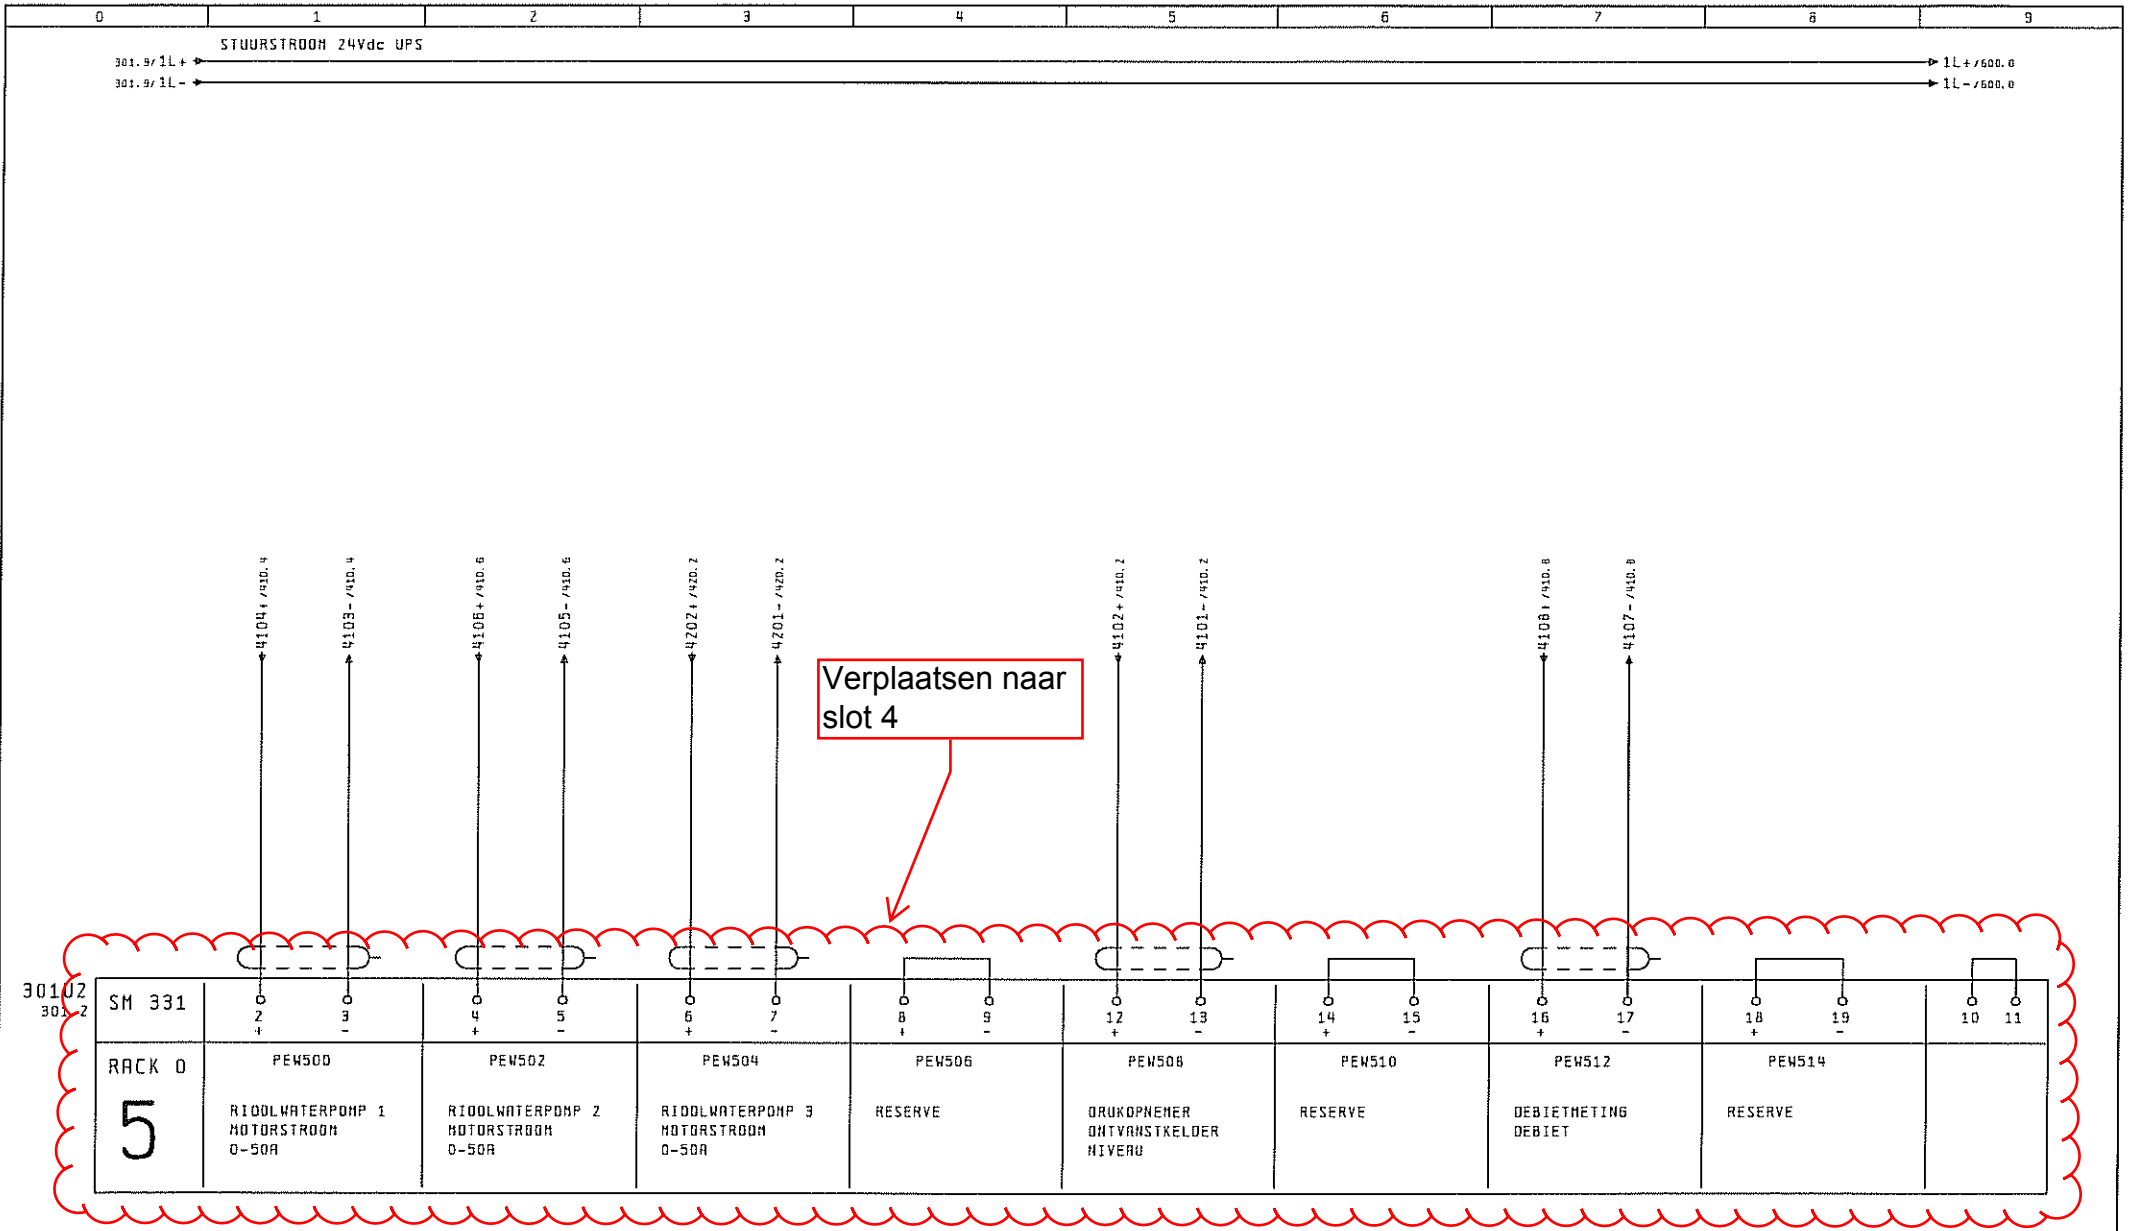 0 1 2 3 4 5 6 7 8 9
STUURSTROOM 24Vdc UPS
301.9/1L+ 1L+/600.0
301.9/1L- 1L-/600.0
4104+/410.4
4103-/410.4
4106+/410.6
4105-/410.6
4202+/420.2
4201-/420.2
4102+/410.2
4101-/410.2
4108+/410.8
4107-/410.8
Verplaatsen naar
slot 4
301U2
301.2
SM 331
2 3 4 5 6 7 8 9 12 13 14 15 16 17 18 19 10 11
+ - + - + - + - + - + - + - + -
RACK 0
5
PEW500 PEW502 PEW504 PEW506 PEW508 PEW510 PEW512 PEW514
RIOOLWATERPOMP 1
MOTORSTROOM
0-50A
RIOOLWATERPOMP 2
MOTORSTROOM
0-50A
RIOOLWATERPOMP 3
MOTORSTROOM
0-50A
RESERVE
DRUKOPNEMER
ONTVANSTKELDER
NIVEAU
RESERVE
DEBIETMETING
DEBIET
RESERVE